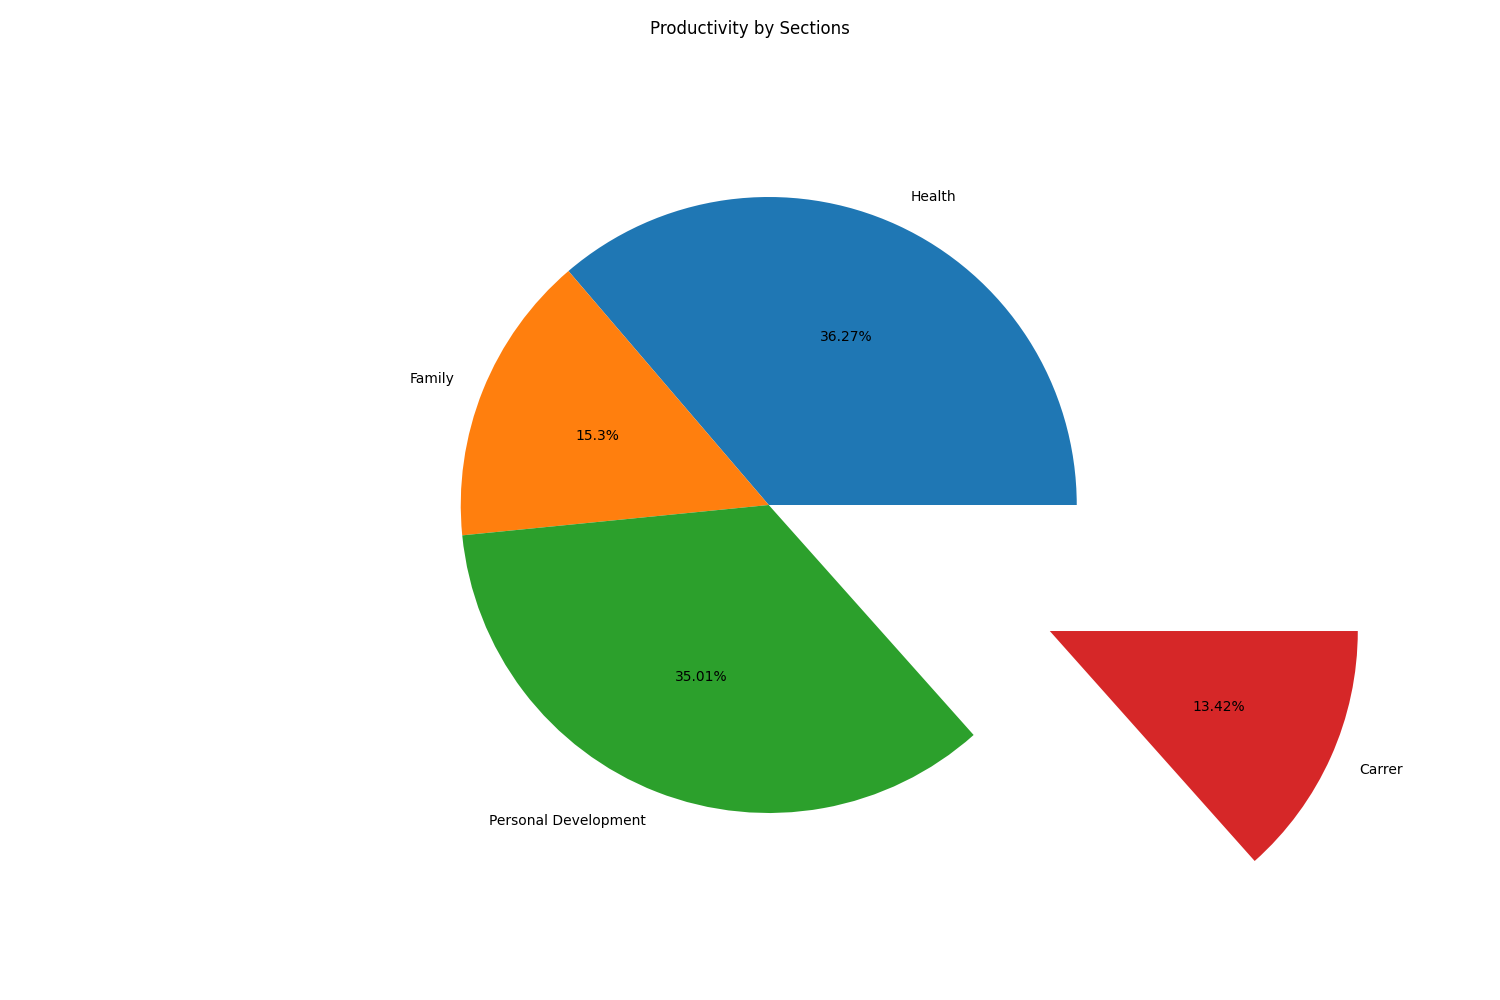 Productivity by Sections
Health
36.27%
Family
15.3%
35.01%
13.42%
Carrer
Personal Development